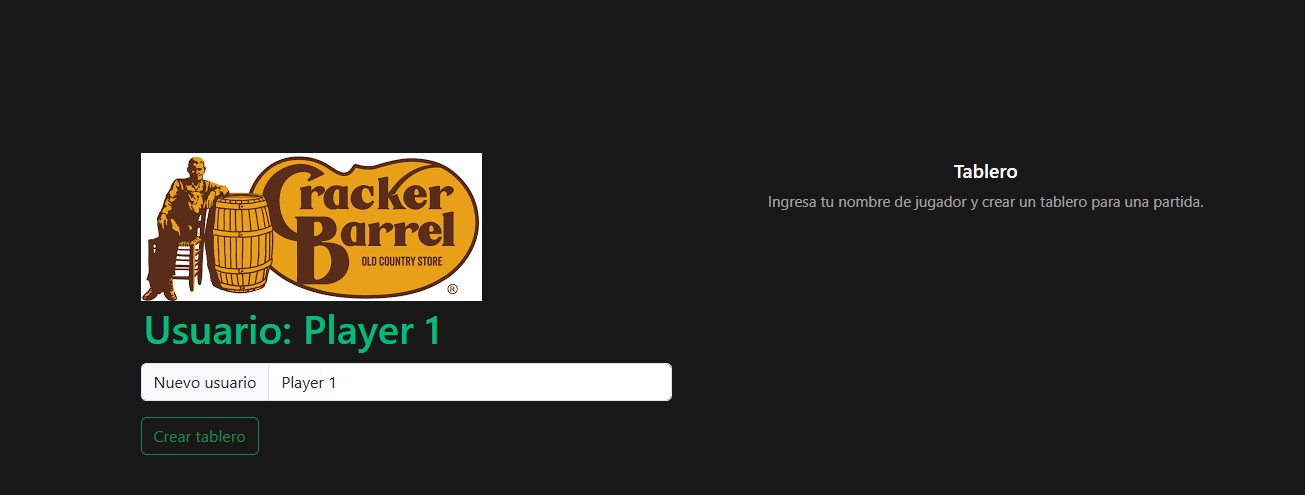 Cracker
Barrel
OLD COUNTRY STORE
®
Usuario: Player 1
Nuevo usuario Player 1
Crear tablero
Tablero
Ingresa tu nombre de jugador y crear un tablero para una partida.